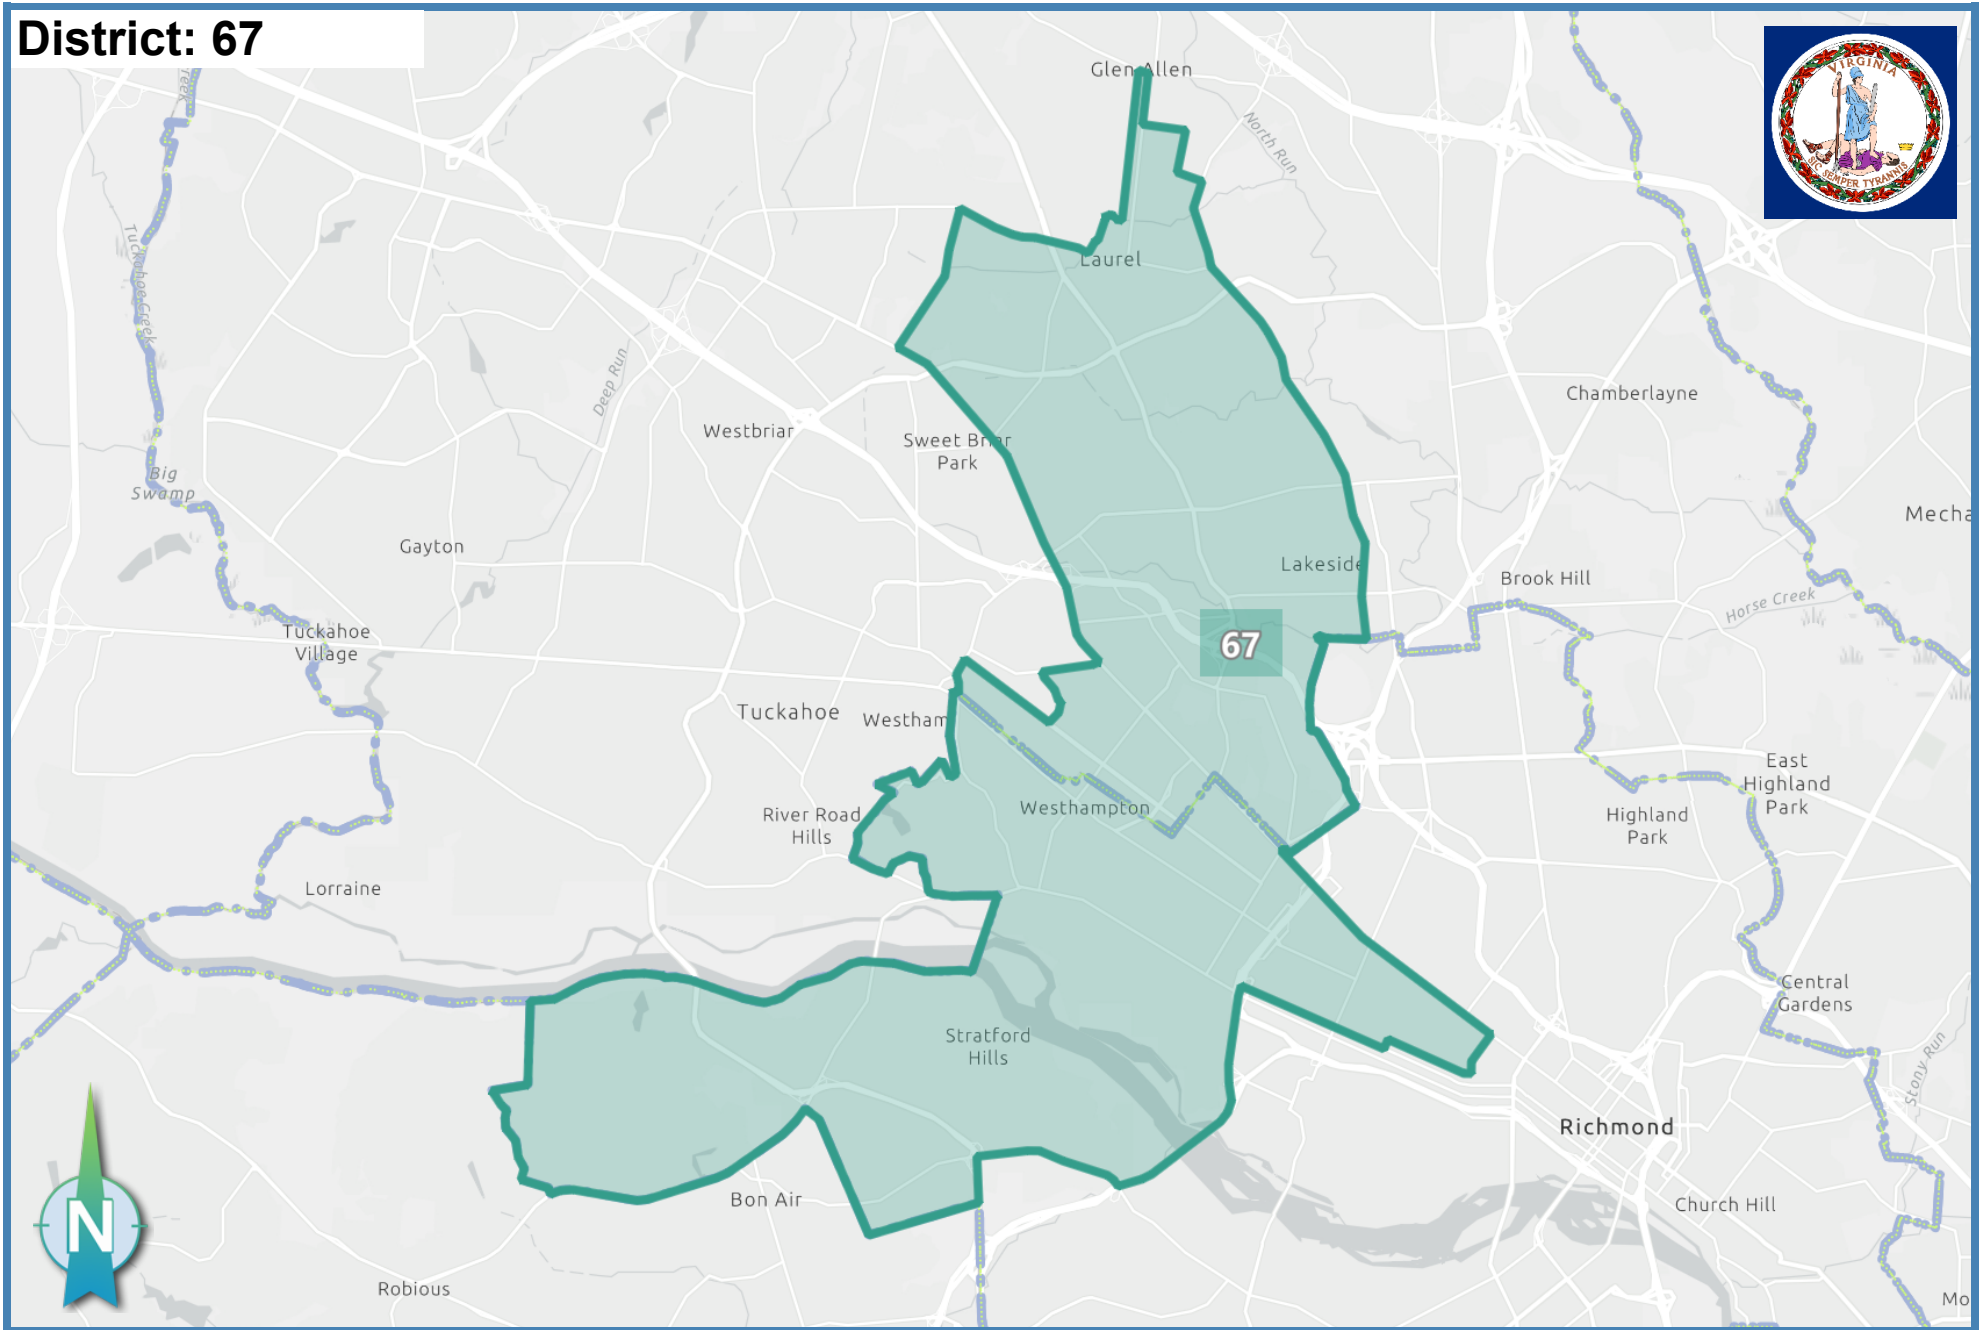 District: 67
VIRGINIA
SIC SEMPER TYRANNIS
Glen Allen
North Run
Tuckahoe Creek
Laurel
Deep Run
Chamberlayne
Westbriar
Sweet Briar
Park
Big
Swamp
Mecha
Gayton
Lakeside
Brook Hill
Horse Creek
Tuckahoe
Village
67
Tuckahoe
Westham
East
Highland
Park
River Road
Hills
Westhampton
Highland
Park
Lorraine
Central
Gardens
Stratford
Hills
Stony Run
Richmond
Bon Air
Church Hill
N
Robious
Mo